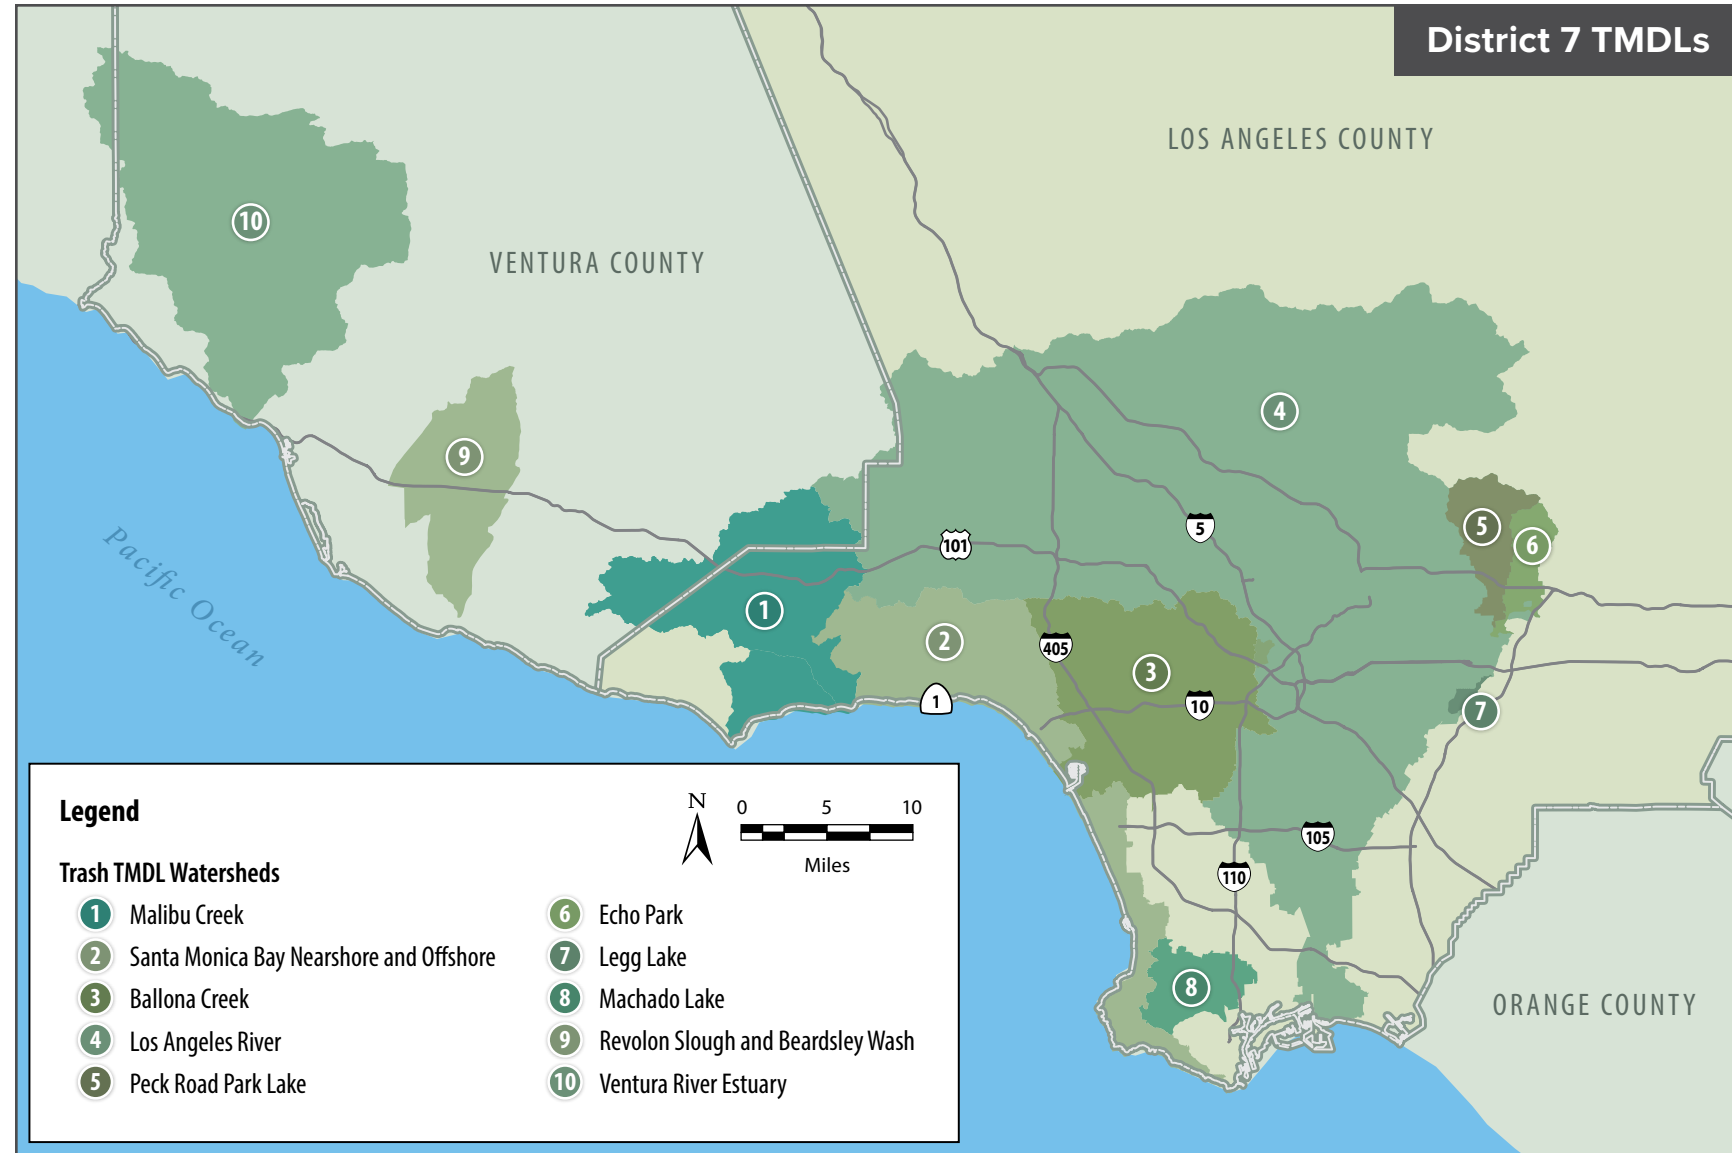 District 7 TMDLs
LOS ANGELES COUNTY
VENTURA COUNTY
10
9
4
5
6
5
101
1
2
405
3
10
1
7
105
110
8
Pacific Ocean
ORANGE COUNTY
Legend
N
0 5 10
Miles
Trash TMDL Watersheds
1 Malibu Creek
2 Santa Monica Bay Nearshore and Offshore
3 Ballona Creek
4 Los Angeles River
5 Peck Road Park Lake
6 Echo Park
7 Legg Lake
8 Machado Lake
9 Revolon Slough and Beardsley Wash
10 Ventura River Estuary